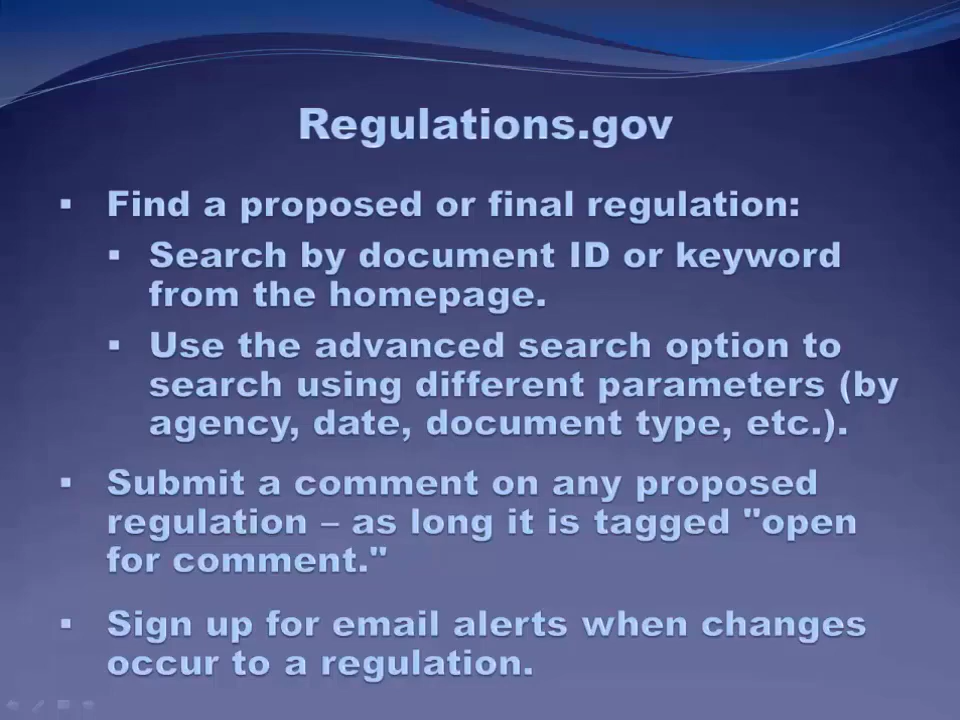 Regulations.gov
▪ Find a proposed or final regulation:
▪ Search by document ID or keyword
from the homepage.
▪ Use the advanced search option to
search using different parameters (by
agency, date, document type, etc.).
▪ Submit a comment on any proposed
regulation – as long it is tagged "open
for comment."
▪ Sign up for email alerts when changes
occur to a regulation.